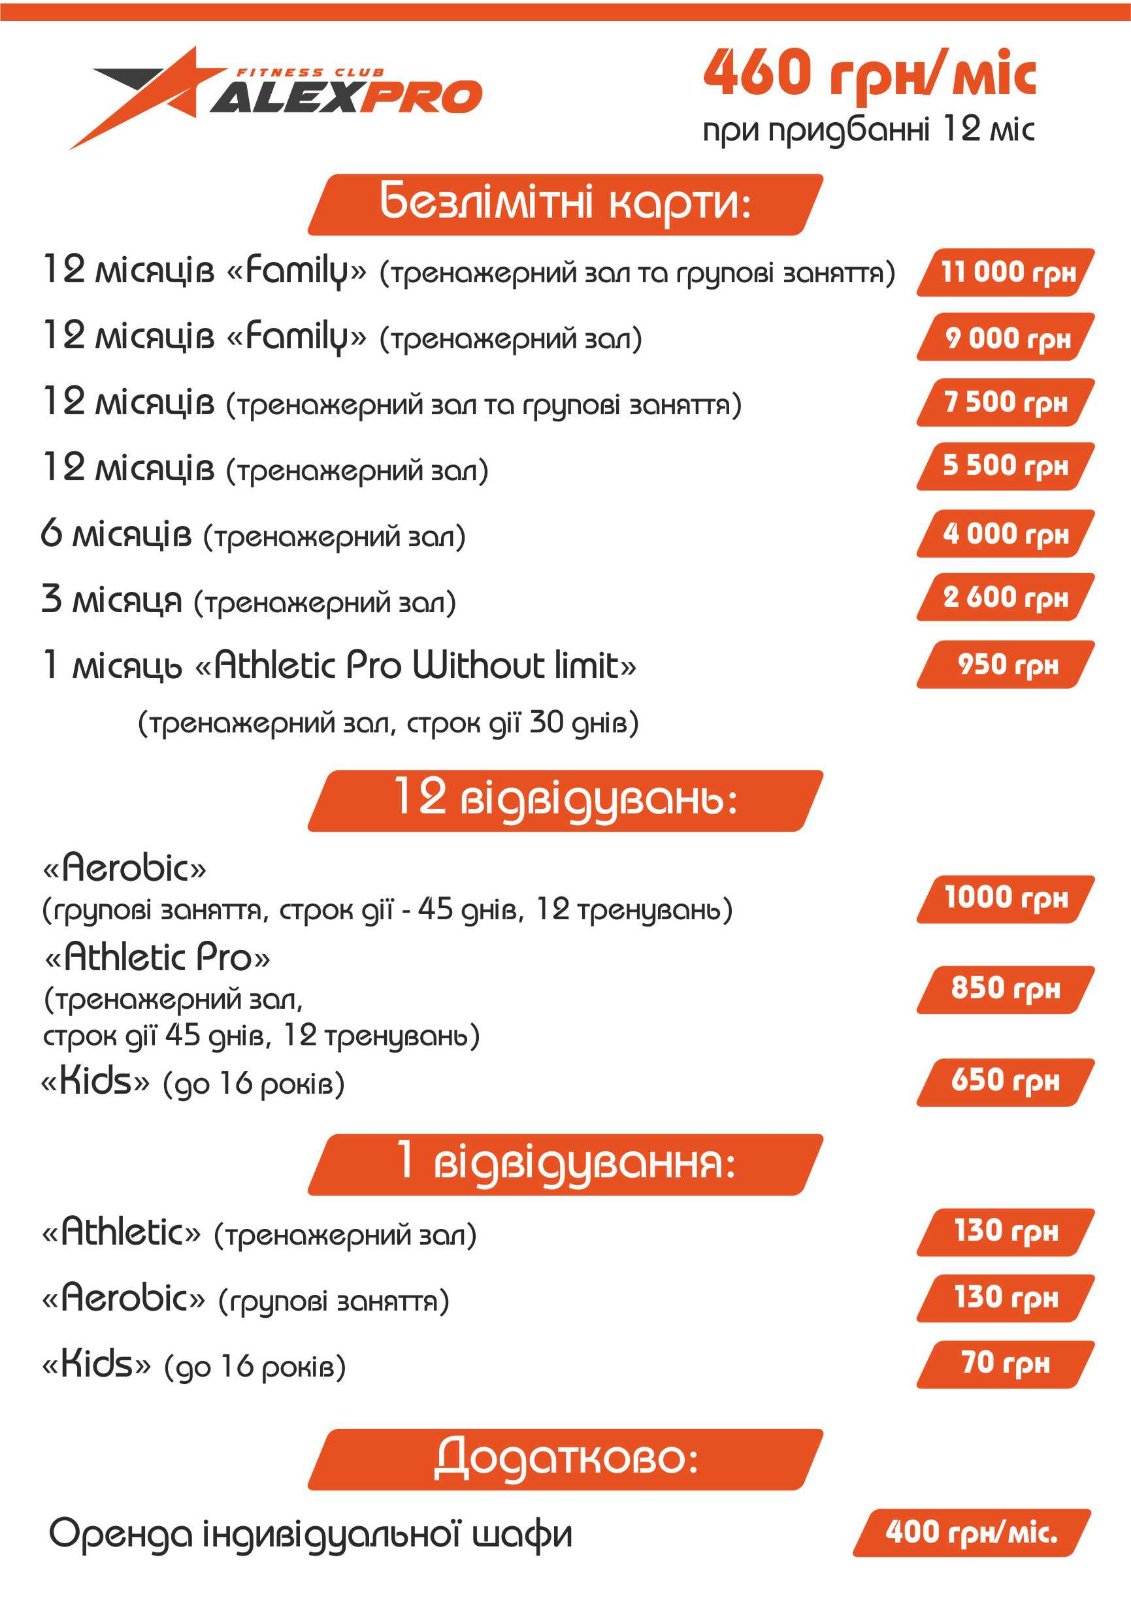 FITNESS CLUB
ALEXPRO
460 грн/міс
при придбанні 12 міс
Безлімітні карти:
12 місяців «Family» (тренажерний зал та групові заняття) 11 000 грн
12 місяців «Family» (тренажерний зал) 9 000 грн
12 місяців (тренажерний зал та групові заняття) 7 500 грн
12 місяців (тренажерний зал) 5 500 грн
6 місяців (тренажерний зал) 4 000 грн
3 місяця (тренажерний зал) 2 600 грн
1 місяць «Athletic Pro Without limit» 950 грн
(тренажерний зал, строк дії 30 днів)
12 відвідувань:
«Aerobic»
(групові заняття, строк дії - 45 днів, 12 тренувань) 1000 грн
«Athletic Pro»
(тренажерний зал, 850 грн
строк дії 45 днів, 12 тренувань)
«Kids» (до 16 років) 650 грн
1 відвідування:
«Athletic» (тренажерний зал) 130 грн
«Aerobic» (групові заняття) 130 грн
«Kids» (до 16 років) 70 грн
Додатково:
Оренда індивідуальної шафи 400 грн/міс.